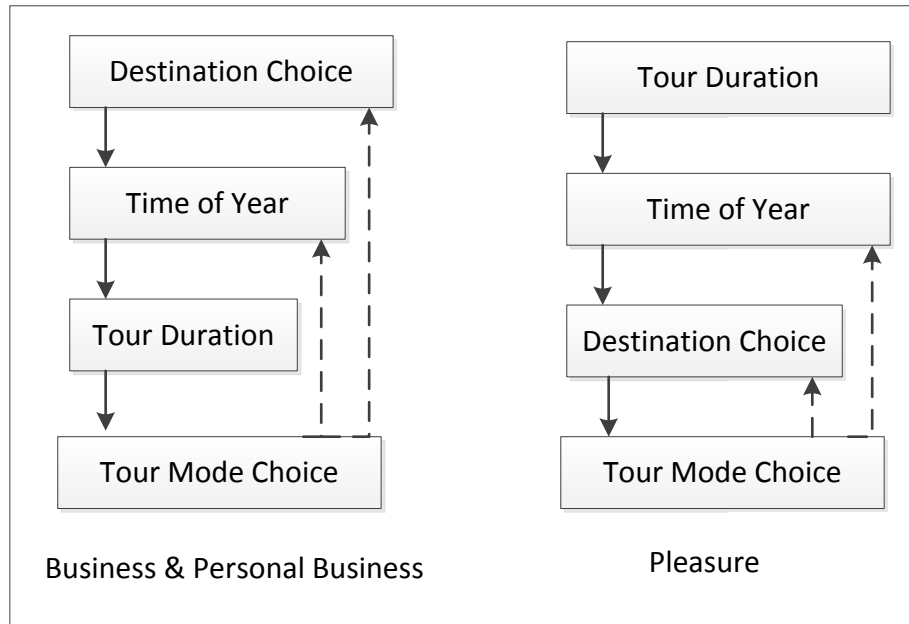 Destination Choice
Time of Year
Tour Duration
Tour Mode Choice
Business & Personal Business
Tour Duration
Time of Year
Destination Choice
Tour Mode Choice
Pleasure